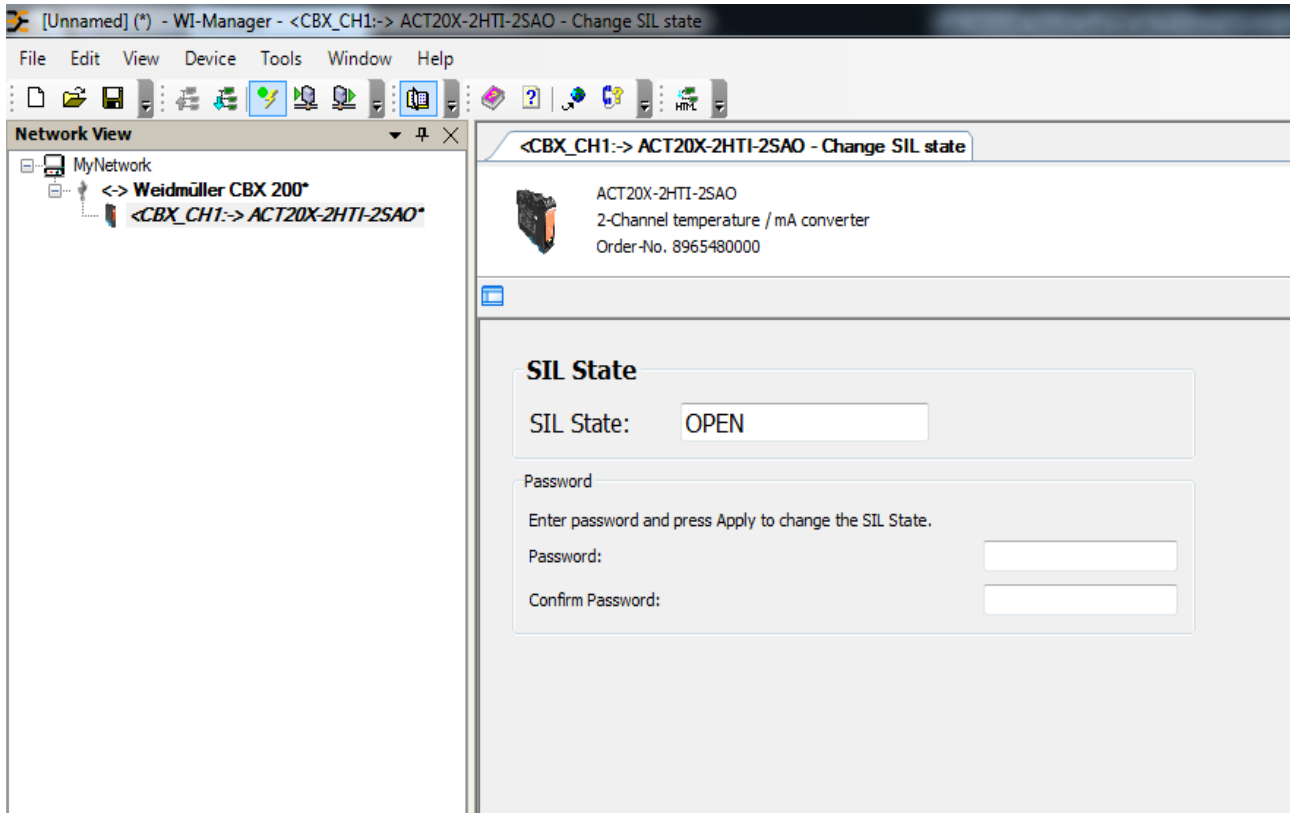 [Unnamed] (*) - WI-Manager - <CBX_CH1:-> ACT20X-2HTI-2SAO - Change SIL state
File Edit View Device Tools Window Help
Network View
MyNetwork
<-> Weidmüller CBX 200*
<CBX_CH1:-> ACT20X-2HTI-2SAO*
<CBX_CH1:-> ACT20X-2HTI-2SAO - Change SIL state
ACT20X-2HTI-2SAO
2-Channel temperature / mA converter
Order-No. 8965480000
SIL State
SIL State: OPEN
Password
Enter password and press Apply to change the SIL State.
Password:
Confirm Password: